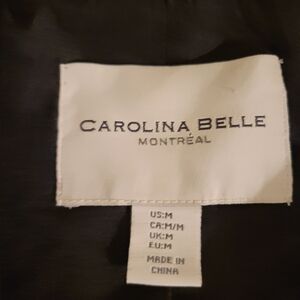 CAROLINA BELLE
MONTRÉAL
US:M
CA:M/M
UK:M
EU:M
MADE IN
CHINA